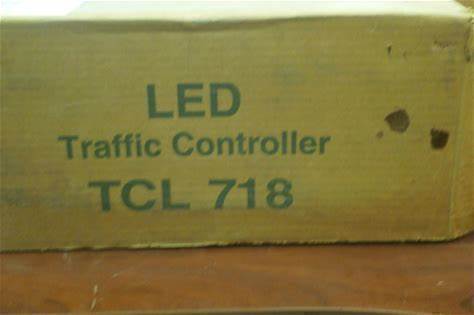 LED
Traffic Controller
TCL 718